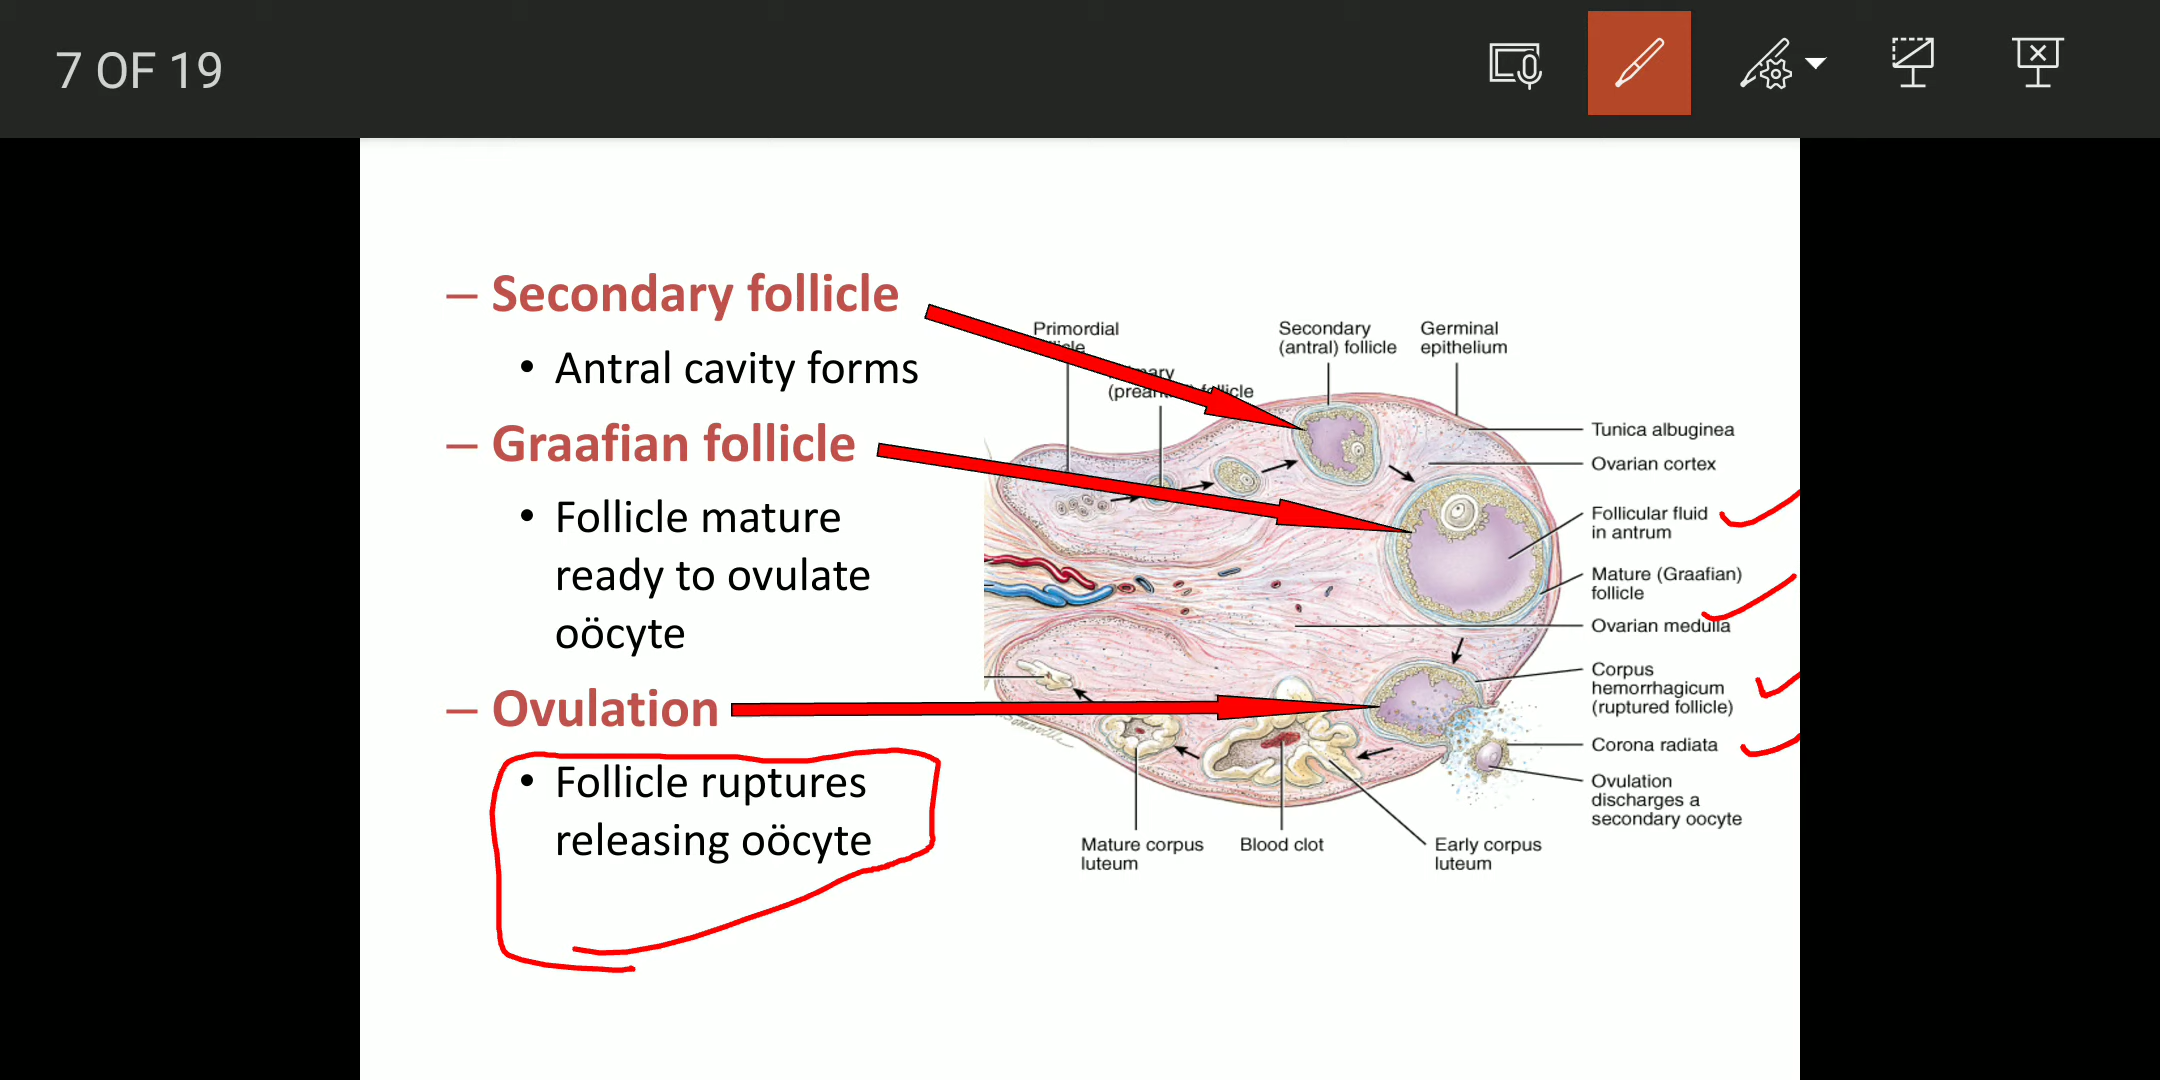 7 OF 19
– Secondary follicle
• Antral cavity forms
– Graafian follicle
• Follicle mature
ready to ovulate
oöcyte
– Ovulation
• Follicle ruptures
releasing oöcyte
Primordial
Secondary
(antral) follicle
Germinal
epithelium
Tunica albuginea
Ovarian cortex
Follicular fluid
in antrum
Mature (Graafian)
follicle
Ovarian medulla
Corpus
hemorrhagicum
(ruptured follicle)
Corona radiata
Ovulation
discharges a
secondary oocyte
Mature corpus
luteum
Blood clot
Early corpus
luteum